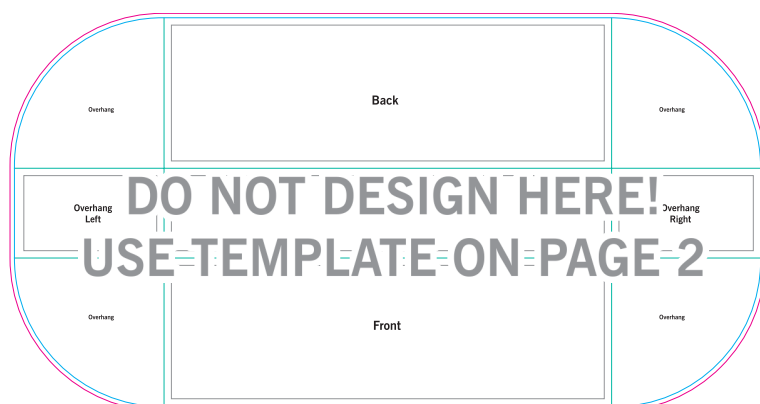 Back
Overhang
Overhang
DO NOT DESIGN HERE!
Overhang
Left
Overhang
Right
USE TEMPLATE ON PAGE 2
Overhang
Overhang
Front